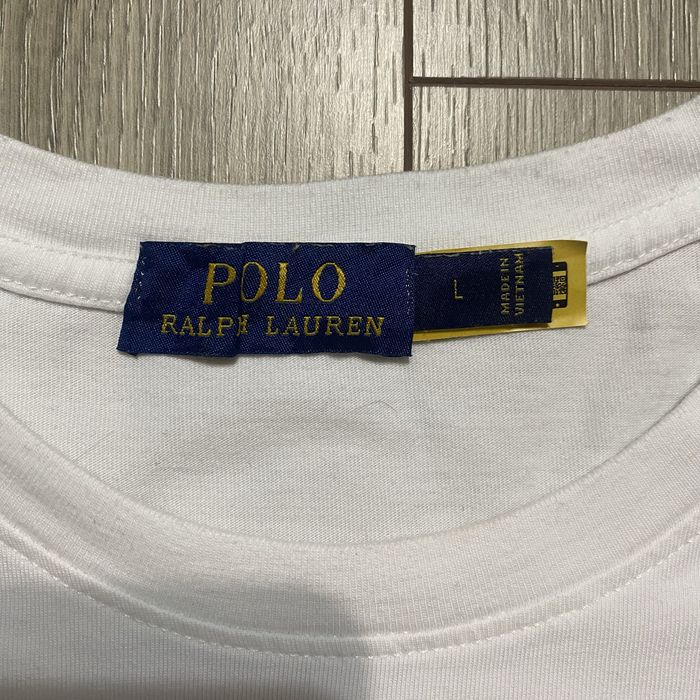 POLO
RALPH LAUREN
L
MADE IN
VIETNAM